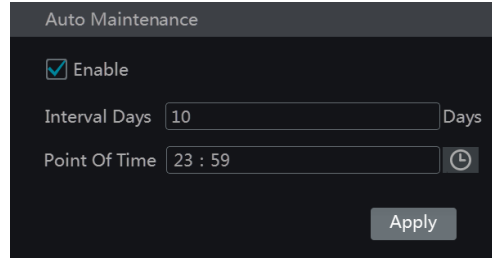 Auto Maintenance
Enable
Interval Days 10 Days
Point Of Time 23 : 59
Apply